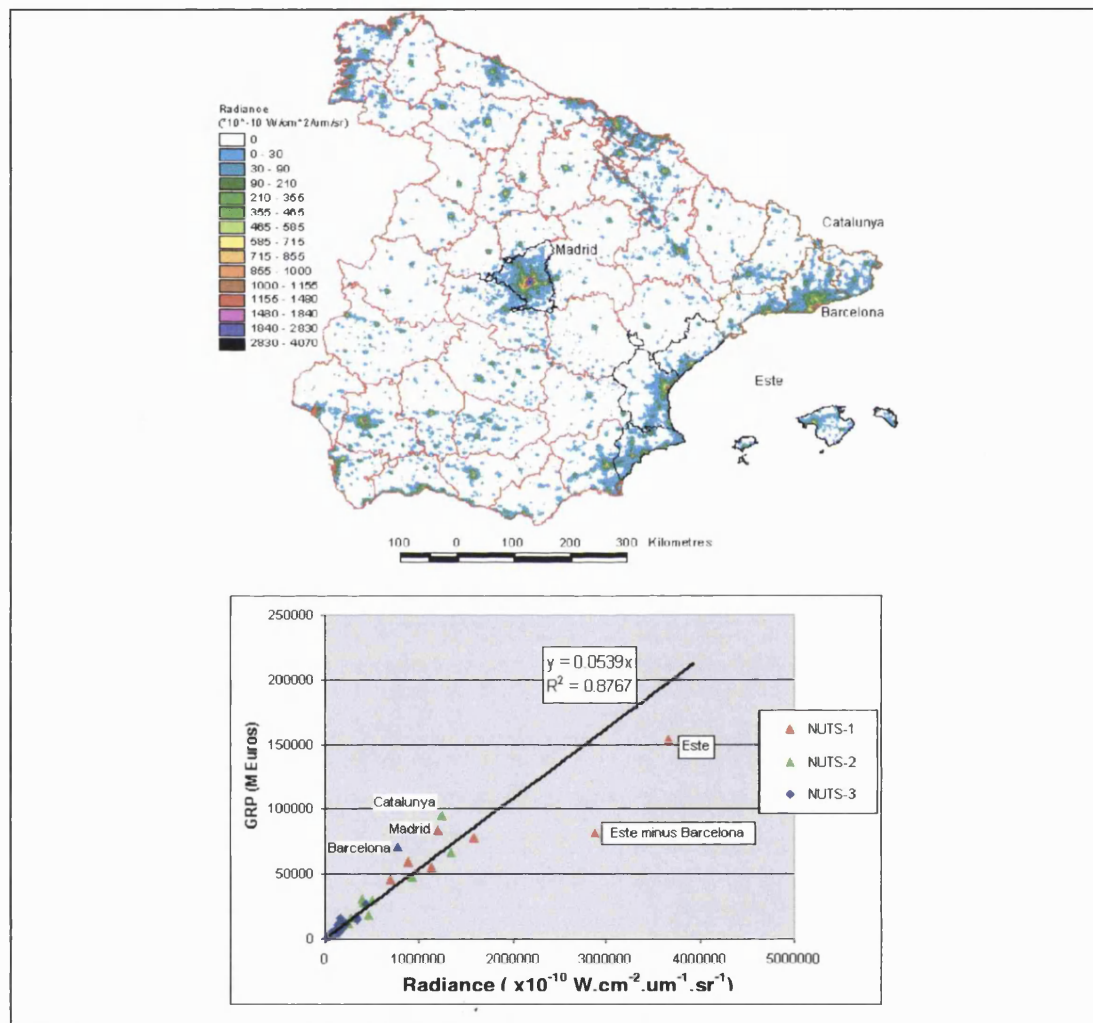 Radiance
(*10^-10 W/cm^2/um/sr)
0
0 - 30
30 - 90
90 - 210
210 - 355
355 - 465
465 - 585
585 - 715
715 - 855
855 - 1000
1000 - 1155
1155 - 1480
1480 - 1840
1840 - 2830
2830 - 4070
Madrid
Catalunya
Barcelona
Este
100 0 100 200 300 Kilometres
250000
200000
150000
100000
50000
0
GRP (M Euros)
y = 0.0539x
R² = 0.8767
Este
Catalunya
Madrid
Barcelona
Este minus Barcelona
NUTS-1
NUTS-2
NUTS-3
0 1000000 2000000 3000000 4000000 5000000
Radiance ( x10⁻¹⁰ W.cm⁻².um⁻¹.sr⁻¹)